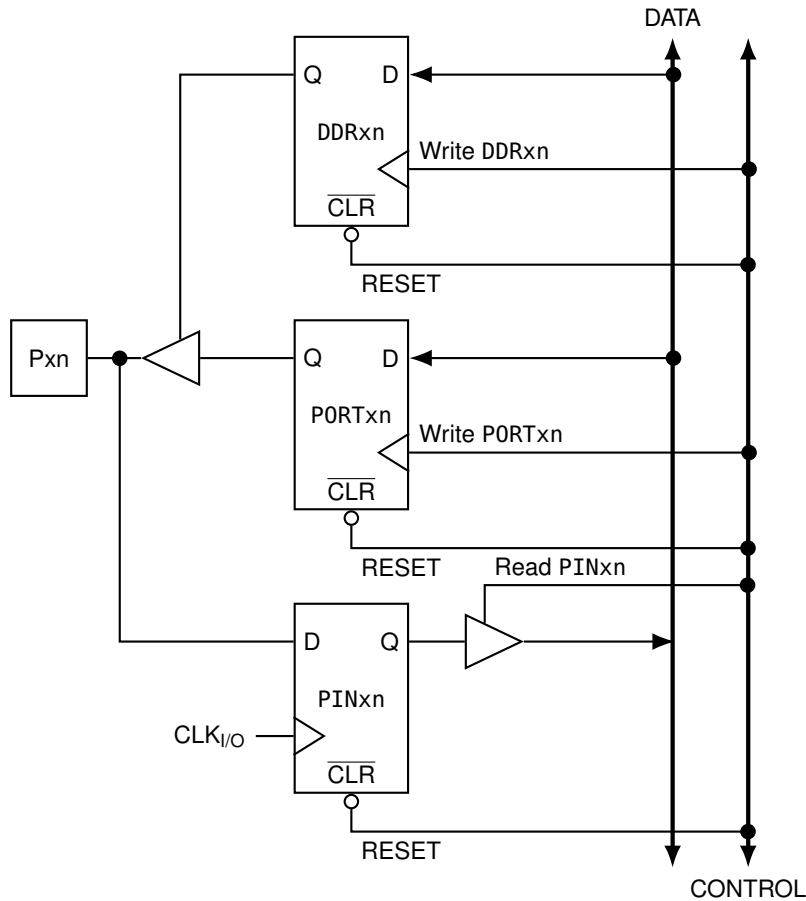 DATA
Q D
DDRxn
Write DDRxn
CLR
RESET
Pxn
Q D
PORTxn
Write PORTxn
CLR
RESET
Read PINxn
D Q
PINxn
CLKI/O
CLR
RESET
CONTROL